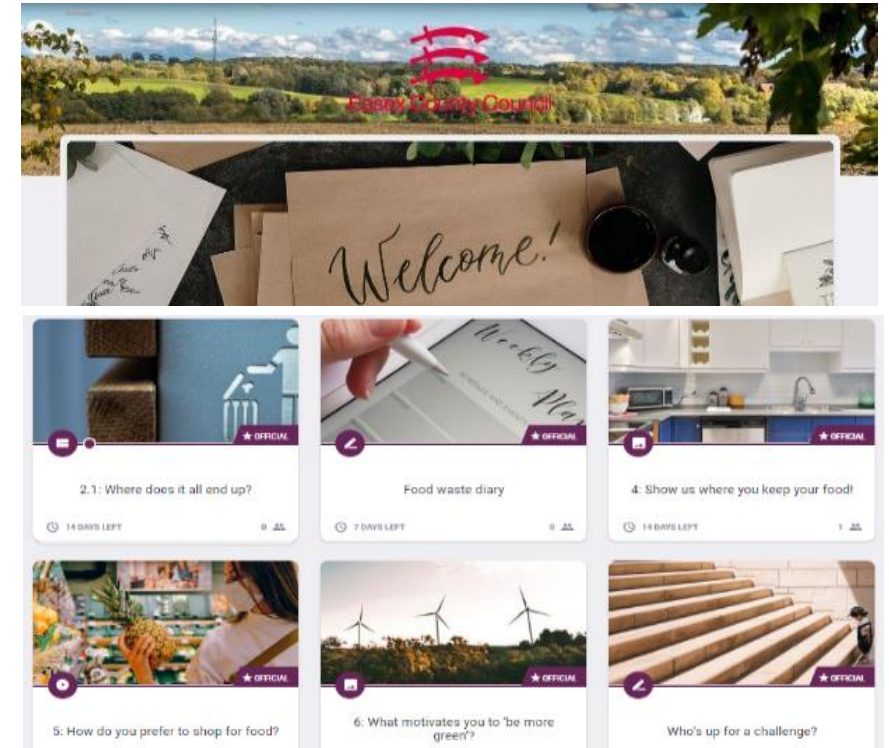 Essex County Council
Welcome!
Weekly
Plan
OFFICIAL
OFFICIAL
OFFICIAL
2.1: Where does it all end up?
Food waste diary
4: Show us where you keep your food!
14 DAYS LEFT
0
7 DAYS LEFT
0
14 DAYS LEFT
1
OFFICIAL
OFFICIAL
OFFICIAL
5: How do you prefer to shop for food?
6: What motivates you to 'be more
green'?
Who's up for a challenge?